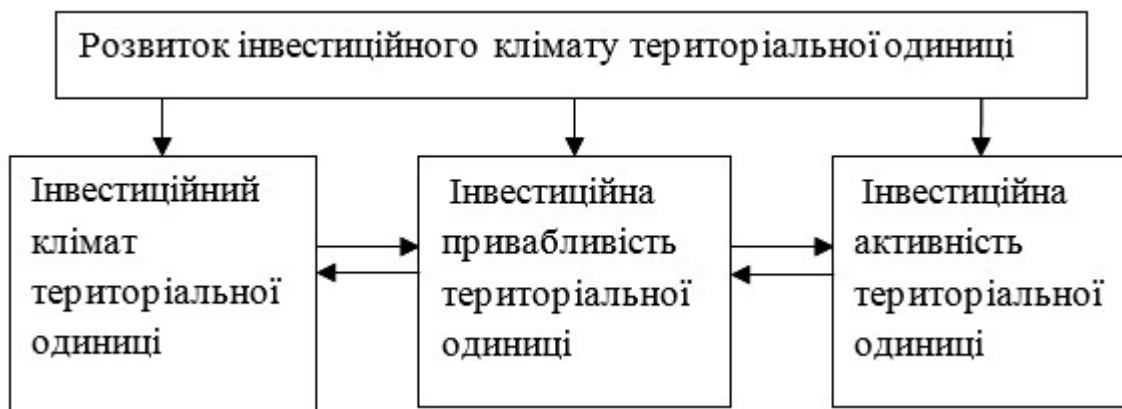 Розвиток інвестиційного клімату територіальної одиниці
Інвестиційний
клімат
територіальної
одиниці
Інвестиційна
привабливість
територіальної
одиниці
Інвестиційна
активність
територіальної
одиниці